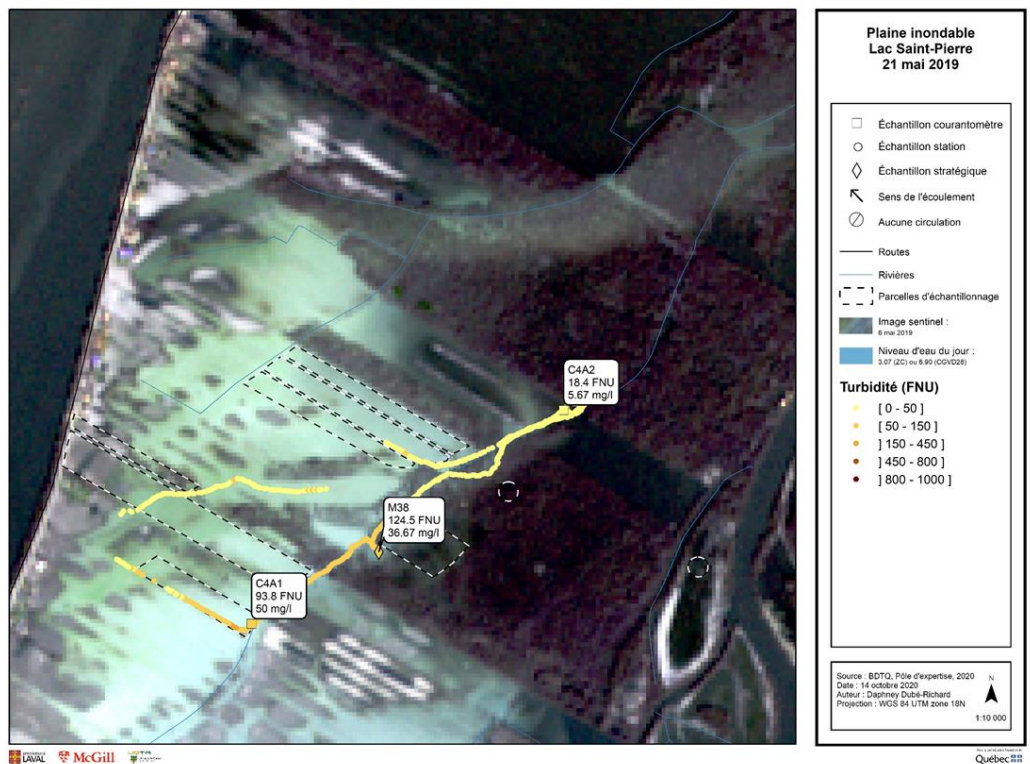 Plaine inondable
Lac Saint-Pierre
21 mai 2019
Échantillon courantomètre
Échantillon station
Échantillon stratégique
Sens de l'écoulement
Aucune circulation
Routes
Rivières
Parcelles d'échantillonnage
Image sentinel :
6 mai 2019
Niveau d'eau du jour :
3.07 (ZC) ou 6.90 (CGVD28)
Turbidité (FNU)
[ 0 - 50 ]
] 50 - 150 ]
] 150 - 450 ]
] 450 - 800 ]
] 800 - 1000 ]
C4A2
18.4 FNU
5.67 mg/l
M38
124.5 FNU
36.67 mg/l
C4A1
93.8 FNU
50 mg/l
Source : BDTQ, Pôle d'expertise, 2020
Date : 14 octobre 2020
Auteur : Daphney Dubé-Richard
Projection : WGS 84 UTM zone 18N
N
1:10 000
LAVAL
McGill
Québec